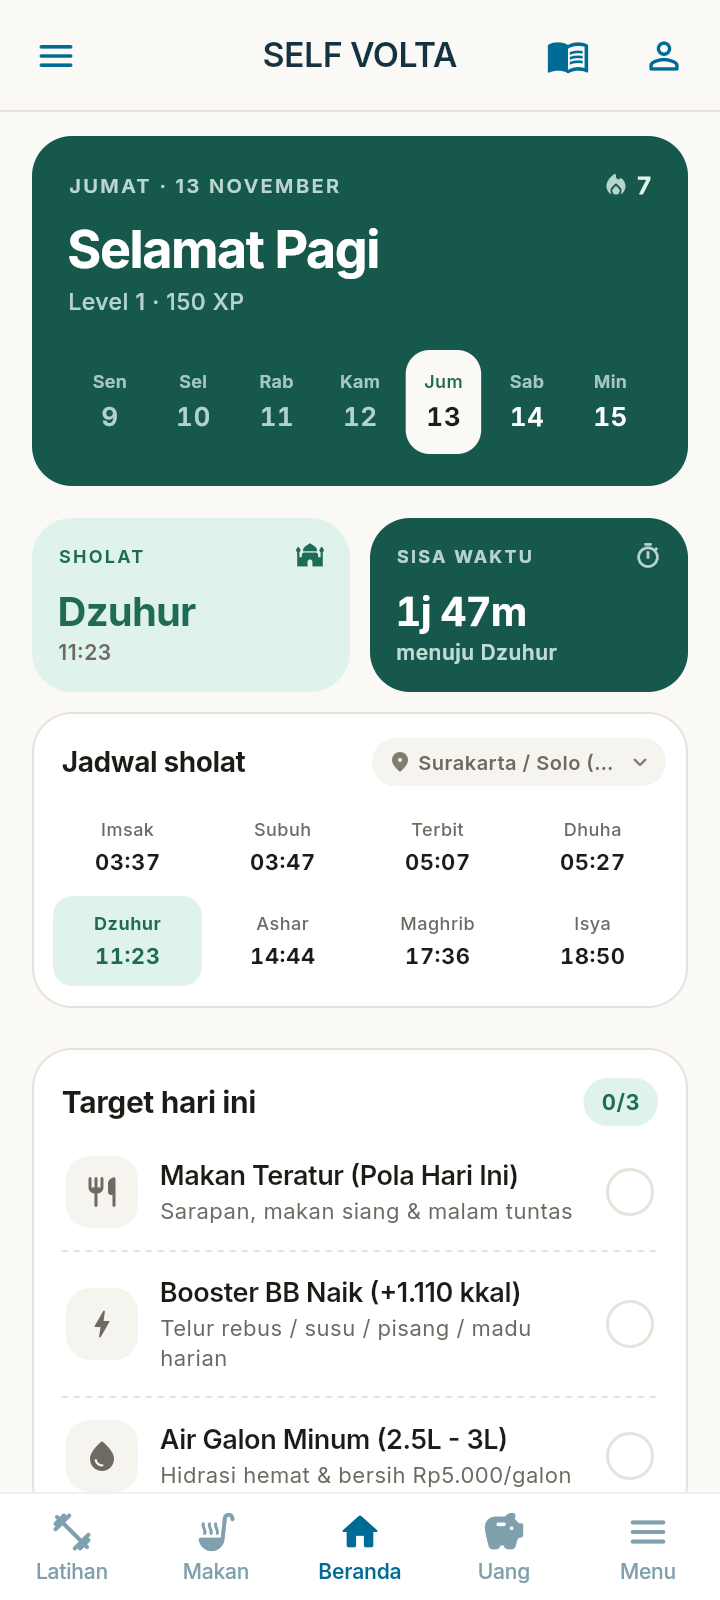 SELF VOLTA
JUMAT · 13 NOVEMBER
7
Selamat Pagi
Level 1 · 150 XP
Sen Sel Rab Kam Jum Sab Min
9 10 11 12 13 14 15
SHOLAT
Dzuhur
11:23
SISA WAKTU
1j 47m
menuju Dzuhur
Jadwal sholat
Surakarta / Solo (...
Imsak Subuh Terbit Dhuha
03:37 03:47 05:07 05:27
Dzuhur Ashar Maghrib Isya
11:23 14:44 17:36 18:50
Target hari ini
0/3
Makan Teratur (Pola Hari Ini)
Sarapan, makan siang & malam tuntas
Booster BB Naik (+1.110 kkal)
Telur rebus / susu / pisang / madu
harian
Air Galon Minum (2.5L - 3L)
Hidrasi hemat & bersih Rp5.000/galon
Latihan Makan Beranda Uang Menu